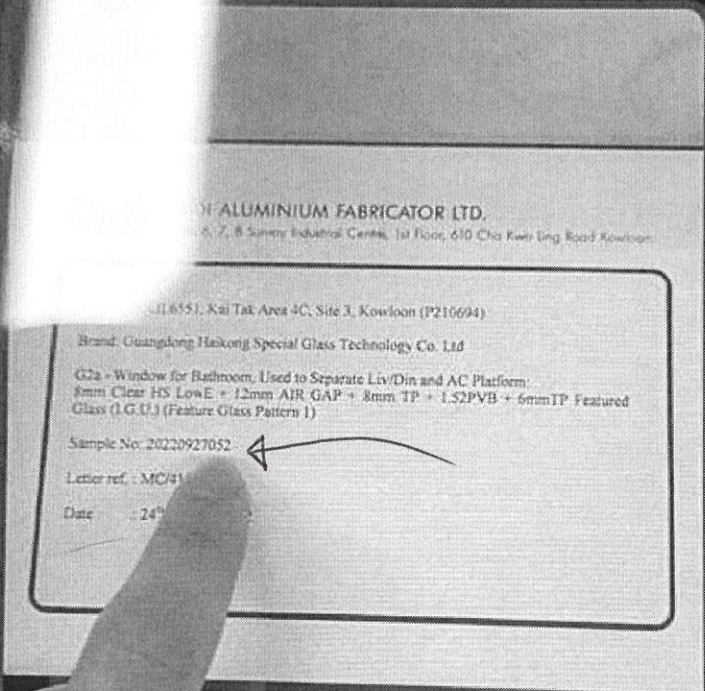 ALUMINIUM FABRICATOR LTD.
6, 7, 8 Sunray Industrial Centre, 1st Floor, 610 Cha Kwo Ling Road Kowloon
6551, Kai Tak Area 4C, Site 3, Kowloon (P210694)
Brand: Guangdong Haikong Special Glass Technology Co. Ltd
G2a - Window for Bathroom, Used to Separate Liv/Din and AC Platform:
8mm Clear HS LowE + 12mm AIR GAP + 8mm TP + 1.52PVB + 6mmTP Featured
Glass (I.G.U.) (Feature Glass Pattern 1)
Sample No: 20220927052
Letter ref. : MC/41
Date : 24